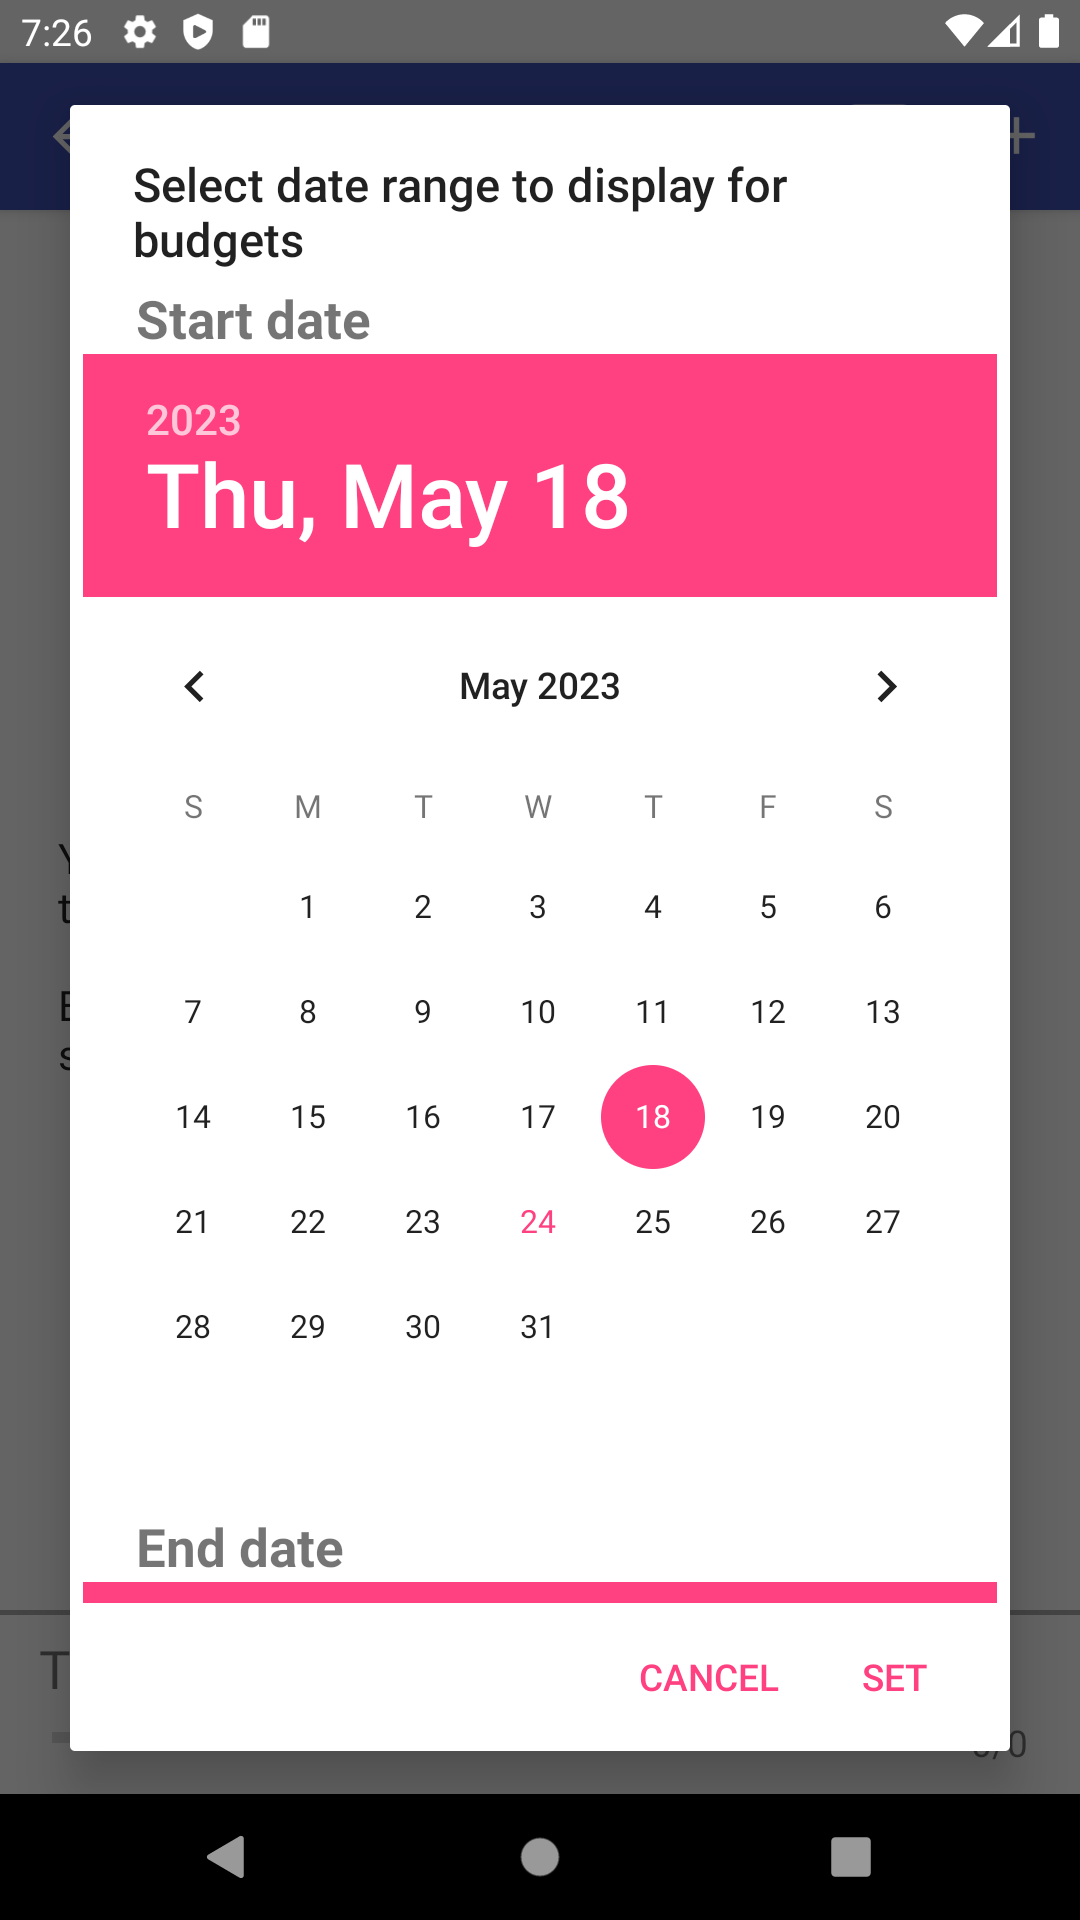 7:26
Select date range to display for
budgets
Start date
2023
Thu, May 18
May 2023
S M T W T F S
1 2 3 4 5 6
7 8 9 10 11 12 13
14 15 16 17 18 19 20
21 22 23 24 25 26 27
28 29 30 31
End date
CANCEL SET